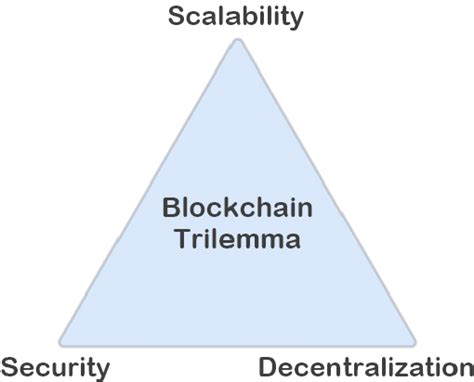 Scalability
Blockchain
Trilemma
Security
Decentralization